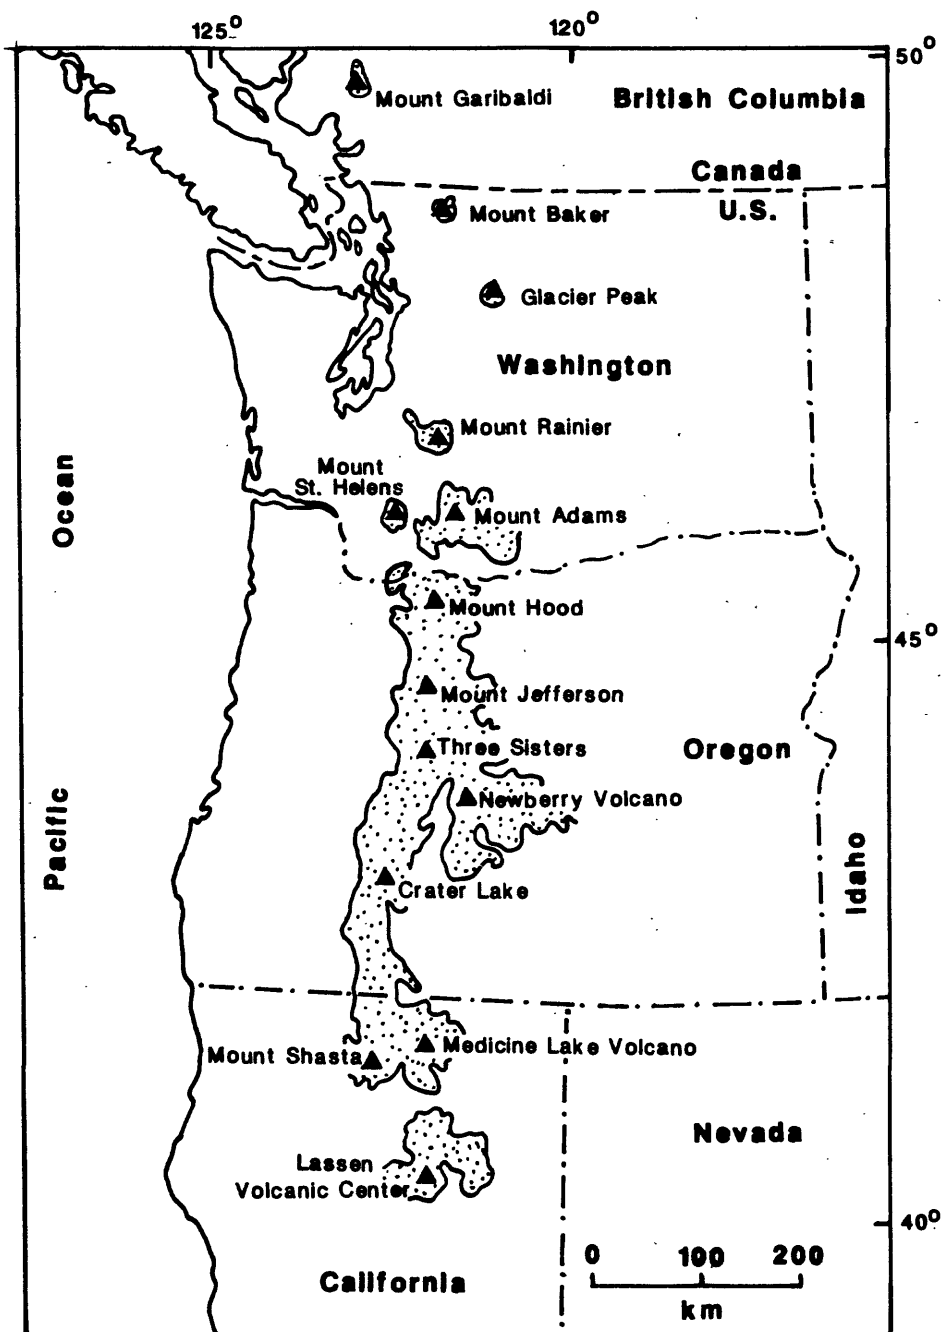 125°
120°
50°
Mount Garibaldi
British Columbia
Canada
U.S.
Mount Baker
Glacier Peak
Washington
Mount Rainier
Mount
St. Helens
Mount Adams
Ocean
Mount Hood
45°
Mount Jefferson
Three Sisters
Oregon
Newberry Volcano
Pacific
Crater Lake
Idaho
Mount Shasta
Medicine Lake Volcano
Nevada
Lassen
Volcanic Center
40°
0 100 200
km
California